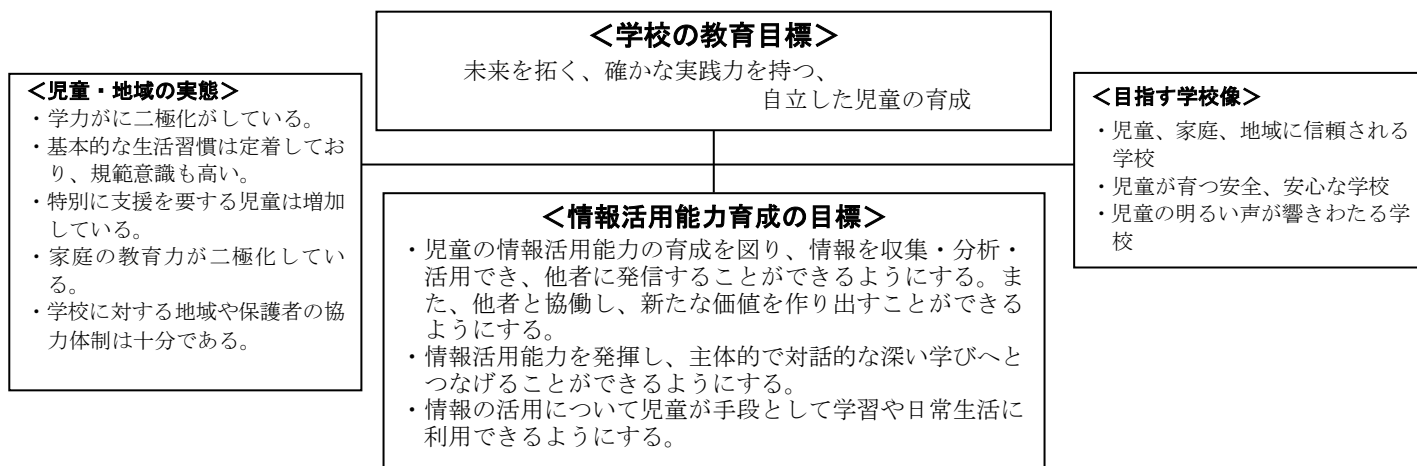 ＜学校の教育目標＞
未来を拓く、確かな実践力を持つ、
自立した児童の育成
＜児童・地域の実態＞
・学力がに二極化がしている。
・基本的な生活習慣は定着してお
り、規範意識も高い。
・特別に支援を要する児童は増加
している。
・家庭の教育力が二極化してい
る。
・学校に対する地域や保護者の協
力体制は十分である。
＜目指す学校像＞
・児童、家庭、地域に信頼される
学校
・児童が育つ安全、安心な学校
・児童の明るい声が響きわたる学
校
＜情報活用能力育成の目標＞
・児童の情報活用能力の育成を図り、情報を収集・分析・
活用でき、他者に発信することができるようにする。ま
た、他者と協働し、新たな価値を作り出すことができる
ようにする。
・情報活用能力を発揮し、主体的で対話的な深い学びへと
つなげることができるようにする。
・情報の活用について児童が手段として学習や日常生活に
利用できるようにする。